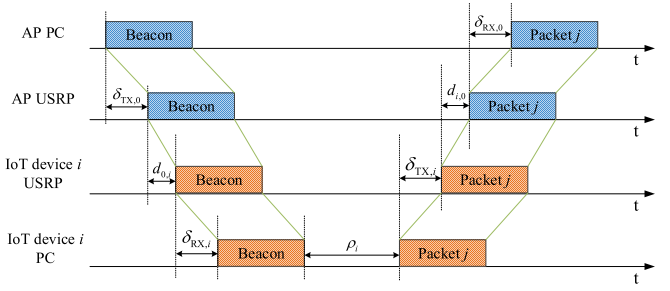 AP PC
Beacon
δRX,0
Packet j
t
AP USRP
δTX,0
Beacon
di,0
Packet j
t
IoT device i
USRP
d0,i
Beacon
δTX,i
Packet j
t
IoT device i
PC
δRX,i
Beacon
ρi
Packet j
t